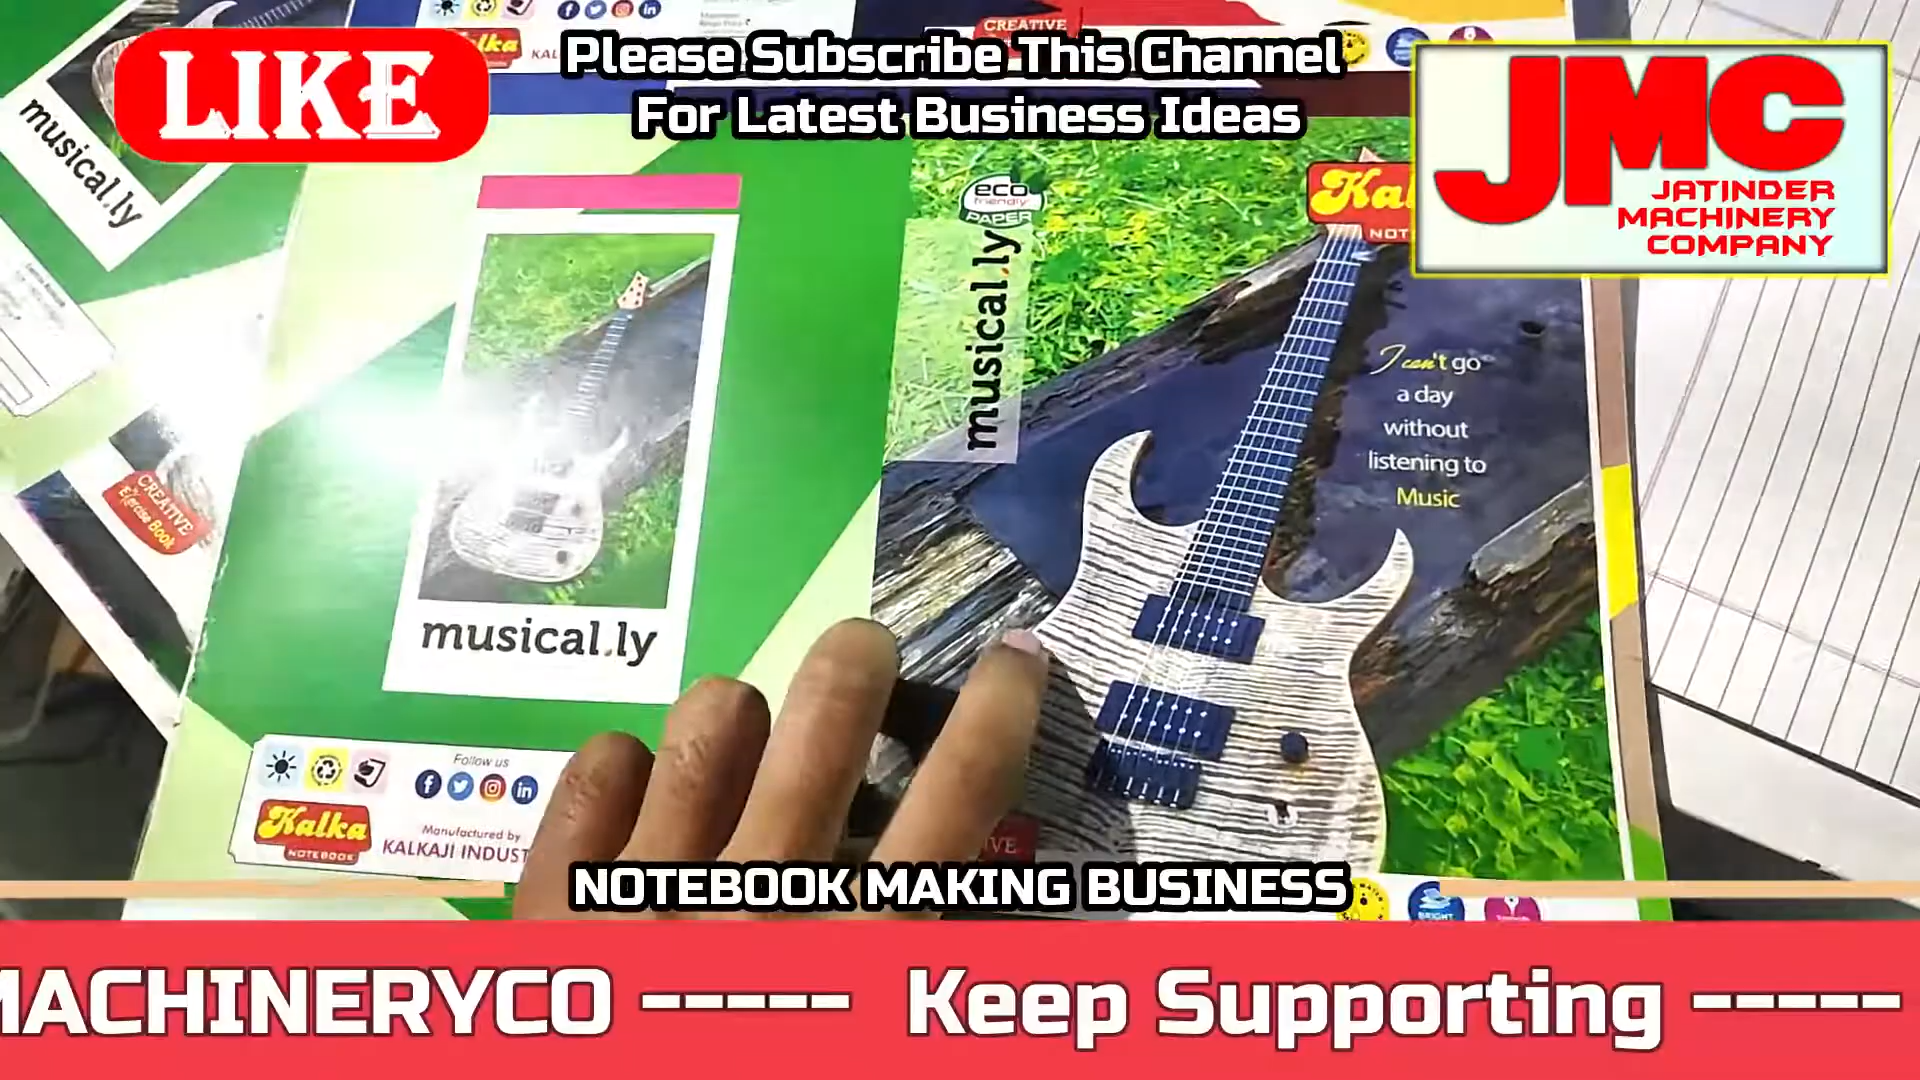 LIKE
Please Subscribe This Channel
For Latest Business Ideas
JMC
JATINDER
MACHINERY
COMPANY
CREATIVE
musical.ly
eco
friendly
PAPER
musical.ly
I can't go
a day
without
listening to
Music
CREATIVE
Exercise Book
musical.ly
Follow us
Kalka
NOTEBOOK
Manufactured by
KALKAJI INDUST
NOTEBOOK MAKING BUSINESS
BRIGHT
MACHINERYCO ----- Keep Supporting -----